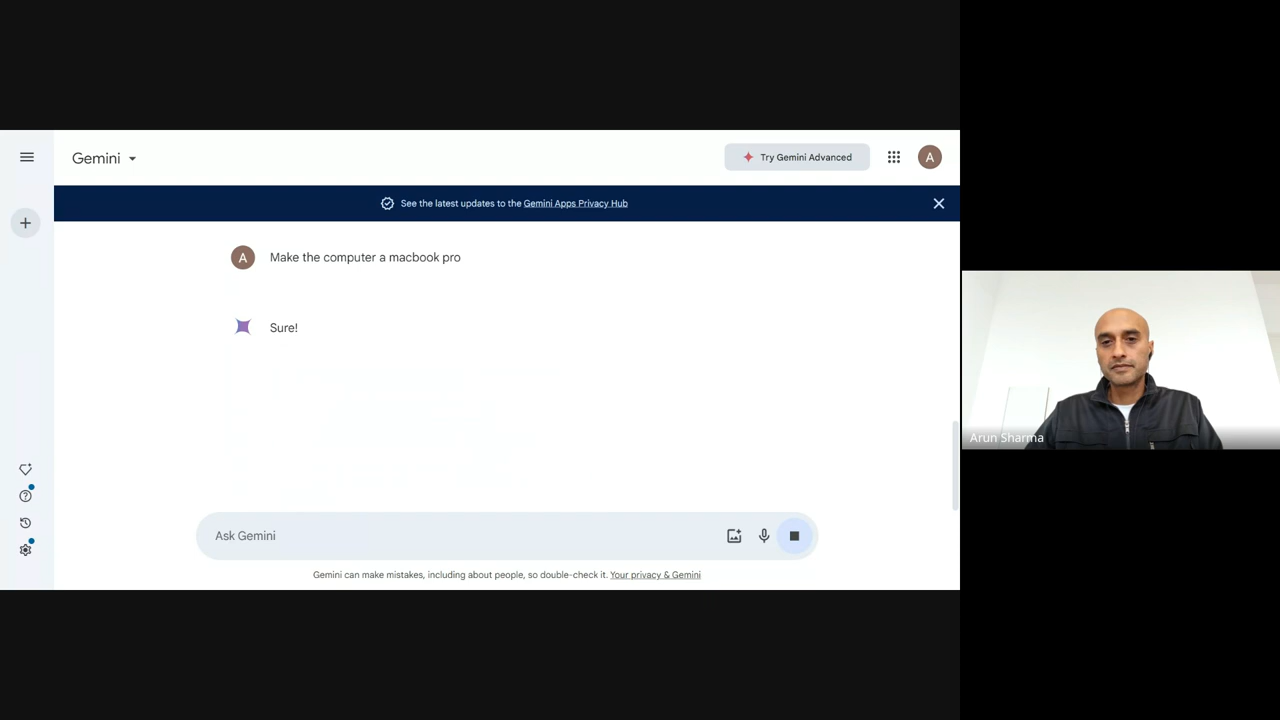 Gemini
Try Gemini Advanced
A
See the latest updates to the Gemini Apps Privacy Hub
A
Make the computer a macbook pro
Sure!
Ask Gemini
Gemini can make mistakes, including about people, so double-check it. Your privacy & Gemini
Arun Sharma